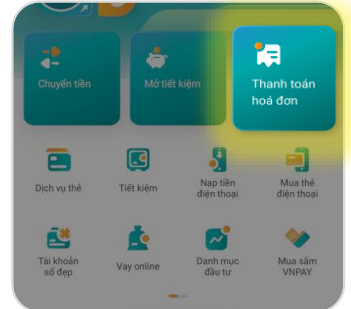 Chuyển tiền
Mở tiết kiệm
Thanh toán
hoá đơn
Dịch vụ thẻ
Tiết kiệm
Nạp tiền
điện thoại
Mua thẻ
điện thoại
Tài khoản
số đẹp
Vay online
Danh mục
đầu tư
Mua sắm
VNPAY